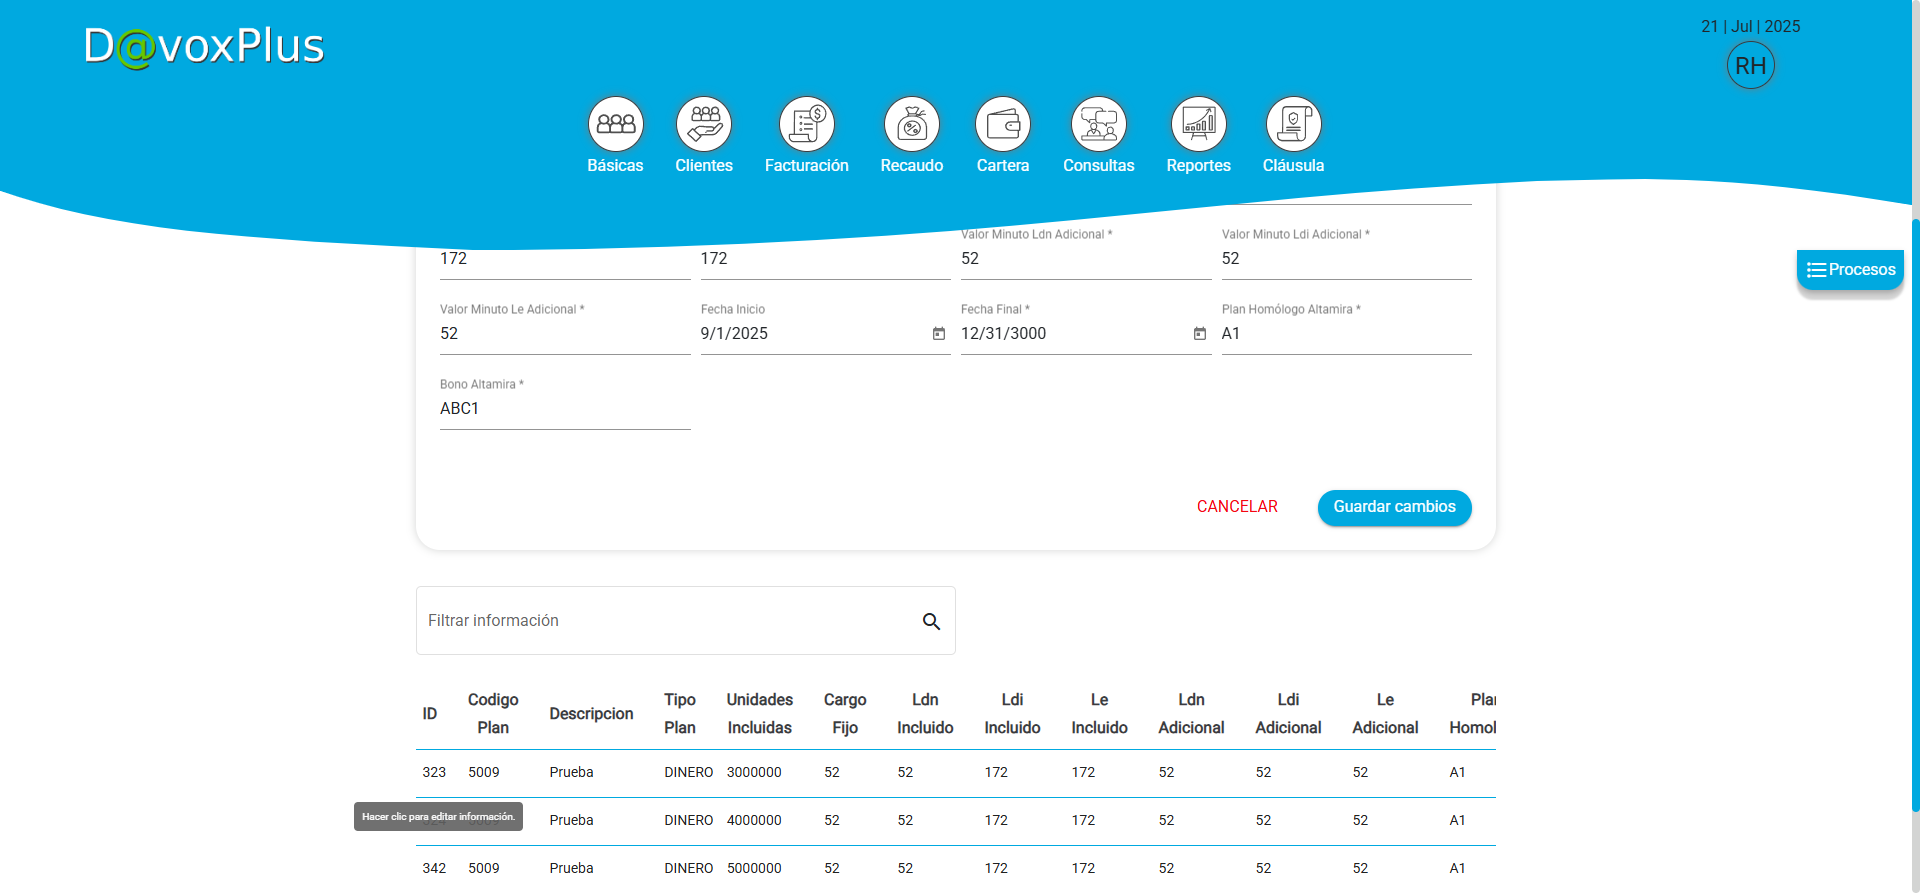 D@voxPlus
21 | Jul | 2025
RH
Básicas
Clientes
Facturación
Recaudo
Cartera
Consultas
Reportes
Cláusula
Procesos
Valor Minuto Ldn Adicional *
Valor Minuto Ldi Adicional *
172
172
52
52
Valor Minuto Le Adicional *
Fecha Inicio
Fecha Final *
Plan Homólogo Altamira *
52
9/1/2025
12/31/3000
A1
Bono Altamira *
ABC1
CANCELAR
Guardar cambios
Filtrar información
ID
Codigo Plan
Descripcion
Tipo Plan
Unidades Incluidas
Cargo Fijo
Ldn Incluido
Ldi Incluido
Le Incluido
Ldn Adicional
Ldi Adicional
Le Adicional
323 5009 Prueba DINERO 3000000 52 52 172 172 52 52 52 A1
Hacer clic para editar información.
Prueba DINERO 4000000 52 52 172 172 52 52 52 A1
342 5009 Prueba DINERO 5000000 52 52 172 172 52 52 52 A1